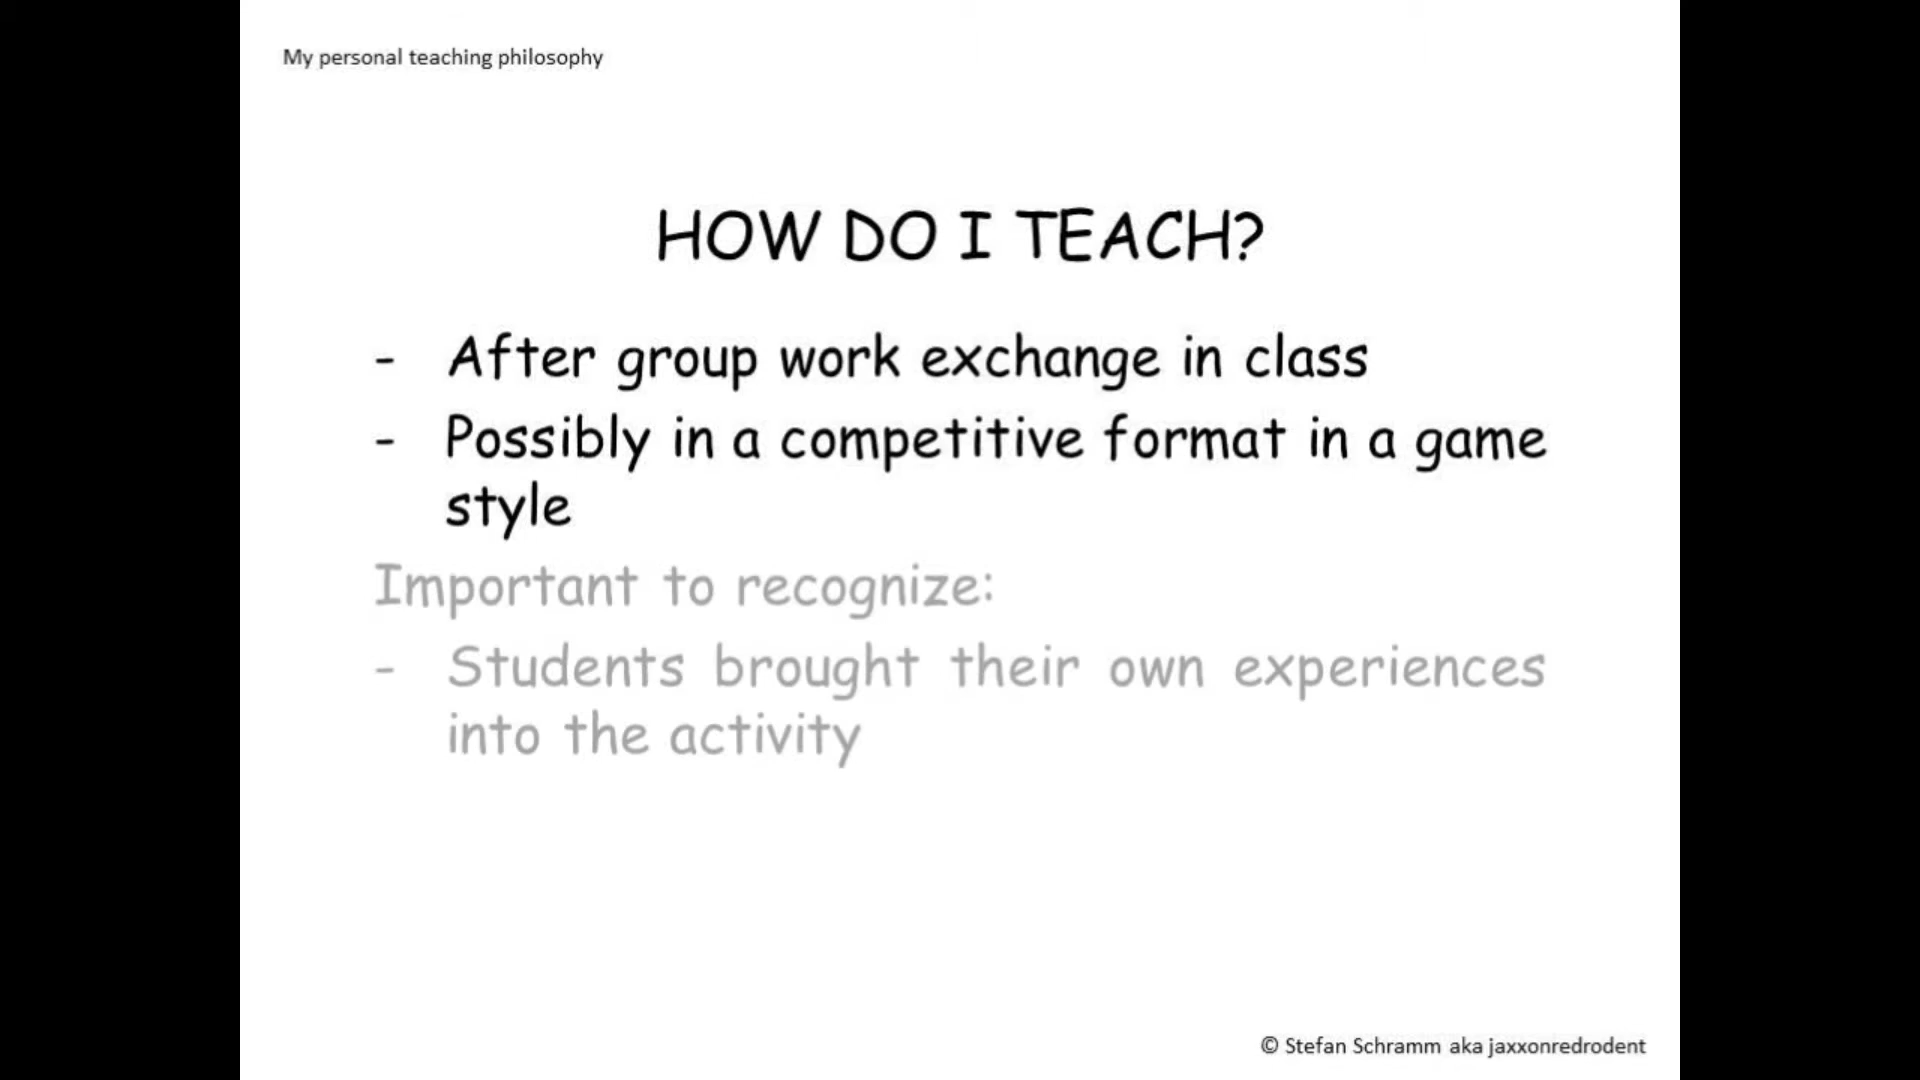 My personal teaching philosophy
HOW DO I TEACH?
- After group work exchange in class
- Possibly in a competitive format in a game
style
Important to recognize:
- Students brought their own experiences
into the activity
© Stefan Schramm aka jaxxonredrodent